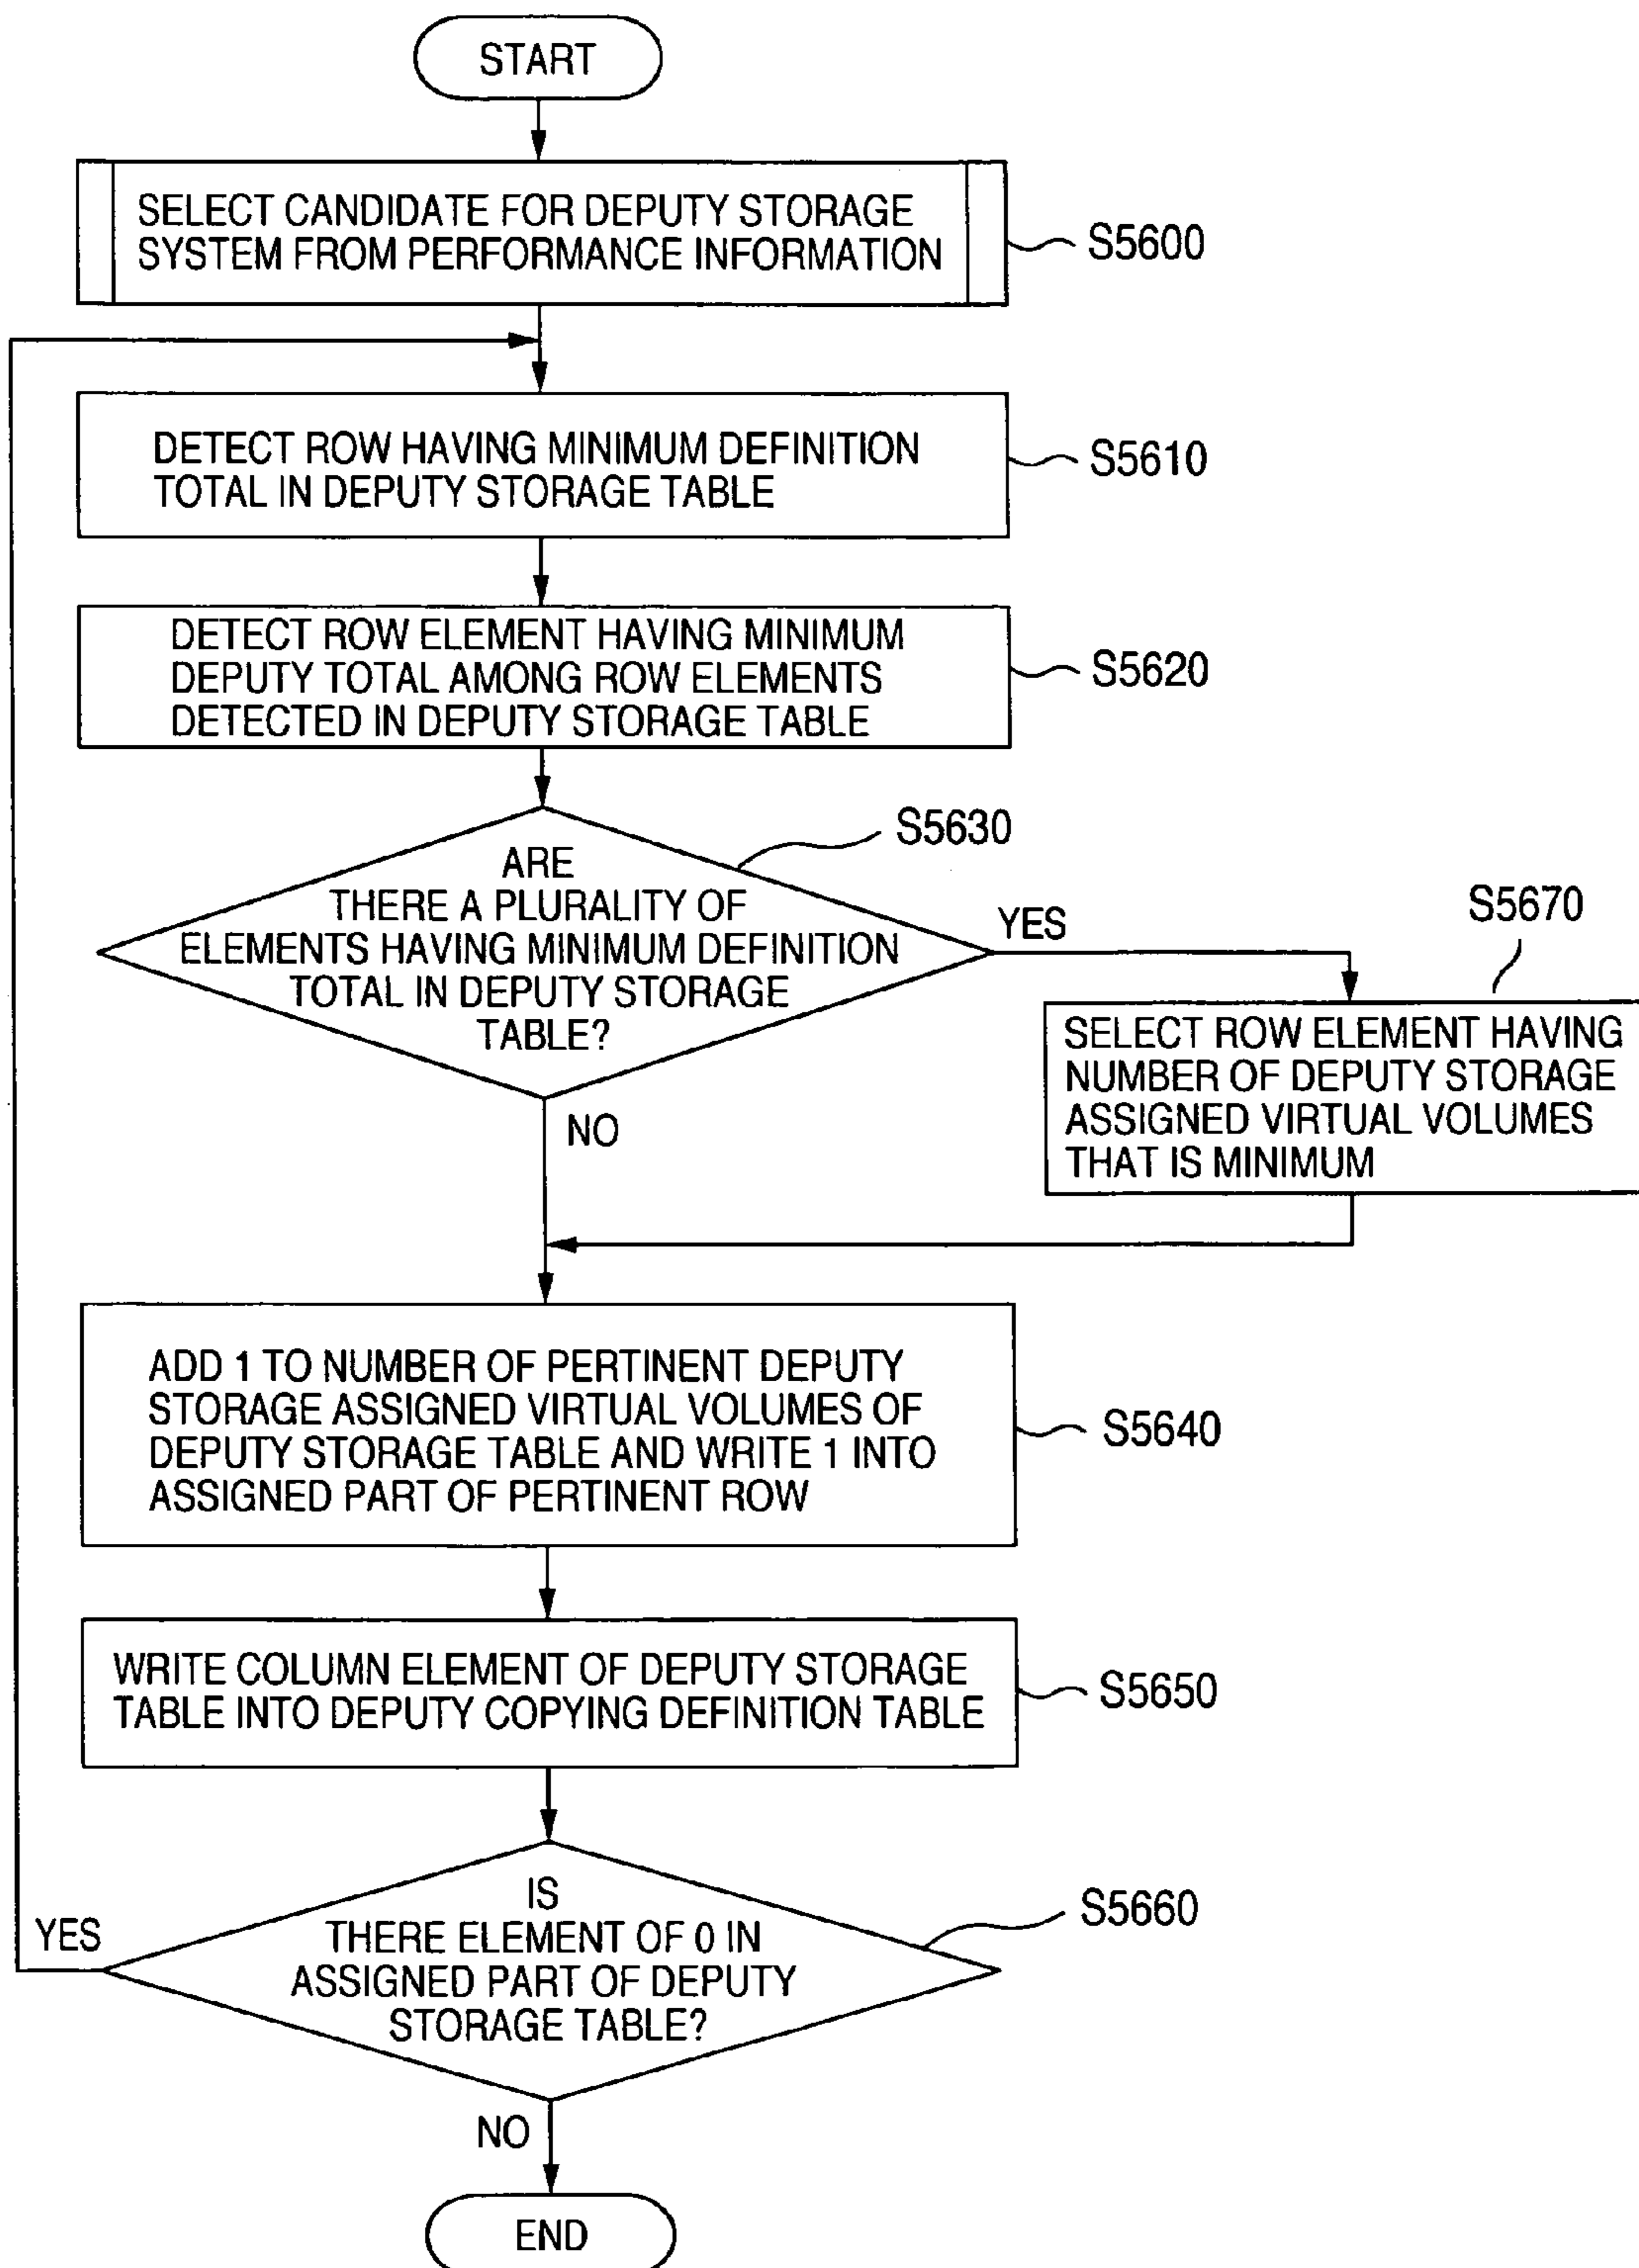 START
SELECT CANDIDATE FOR DEPUTY STORAGE
SYSTEM FROM PERFORMANCE INFORMATION
S5600
DETECT ROW HAVING MINIMUM DEFINITION
TOTAL IN DEPUTY STORAGE TABLE
S5610
DETECT ROW ELEMENT HAVING MINIMUM
DEPUTY TOTAL AMONG ROW ELEMENTS
DETECTED IN DEPUTY STORAGE TABLE
S5620
S5630
ARE
THERE A PLURALITY OF
ELEMENTS HAVING MINIMUM DEFINITION
TOTAL IN DEPUTY STORAGE
TABLE?
YES
S5670
SELECT ROW ELEMENT HAVING
NUMBER OF DEPUTY STORAGE
ASSIGNED VIRTUAL VOLUMES
THAT IS MINIMUM
NO
ADD 1 TO NUMBER OF PERTINENT DEPUTY
STORAGE ASSIGNED VIRTUAL VOLUMES OF
DEPUTY STORAGE TABLE AND WRITE 1 INTO
ASSIGNED PART OF PERTINENT ROW
S5640
WRITE COLUMN ELEMENT OF DEPUTY STORAGE
TABLE INTO DEPUTY COPYING DEFINITION TABLE
S5650
IS
THERE ELEMENT OF 0 IN
ASSIGNED PART OF DEPUTY
STORAGE TABLE?
S5660
YES
NO
END